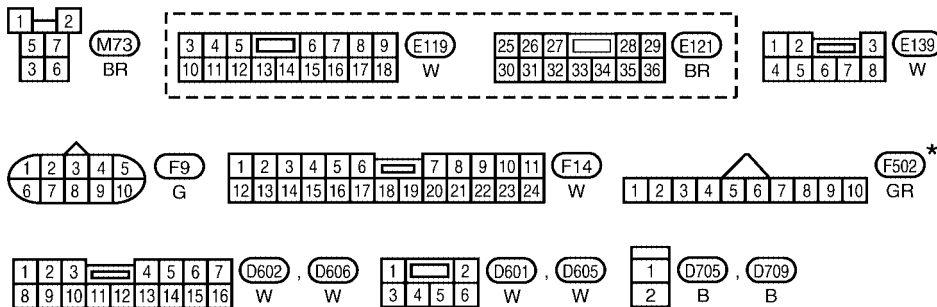 1 2
5 7
3 6
M73
BR
3 4 5 6 7 8 9
10 11 12 13 14 15 16 17 18
E119
W
25 26 27 28 29
30 31 32 33 34 35 36
E121
BR
1 2 3
4 5 6 7 8
E139
W
1 2 3 4 5
6 7 8 9 10
F9
G
1 2 3 4 5 6 7 8 9 10 11
12 13 14 15 16 17 18 19 20 21 22 23 24
F14
W
1 2 3 4 5 6 7 8 9 10
F502 *
GR
1 2 3 4 5 6 7
8 9 10 11 12 13 14 15 16
D602 , D606
W W
1 2
3 4 5 6
D601 , D605
W W
1
2
D705 , D709
B B